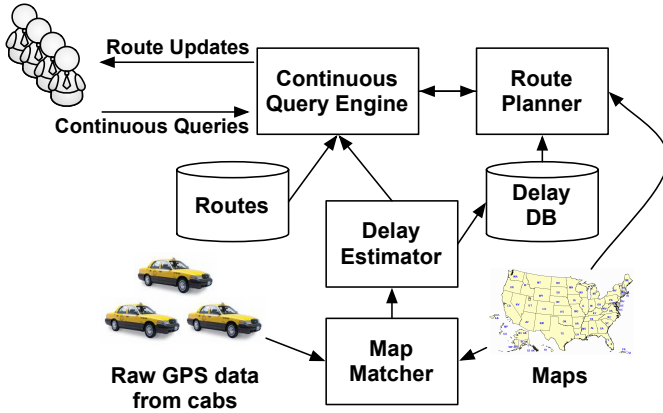 Route Updates
Continuous Queries
Continuous
Query Engine
Route
Planner
Routes
Delay
Estimator
Delay
DB
Map
Matcher
Raw GPS data
from cabs
Maps